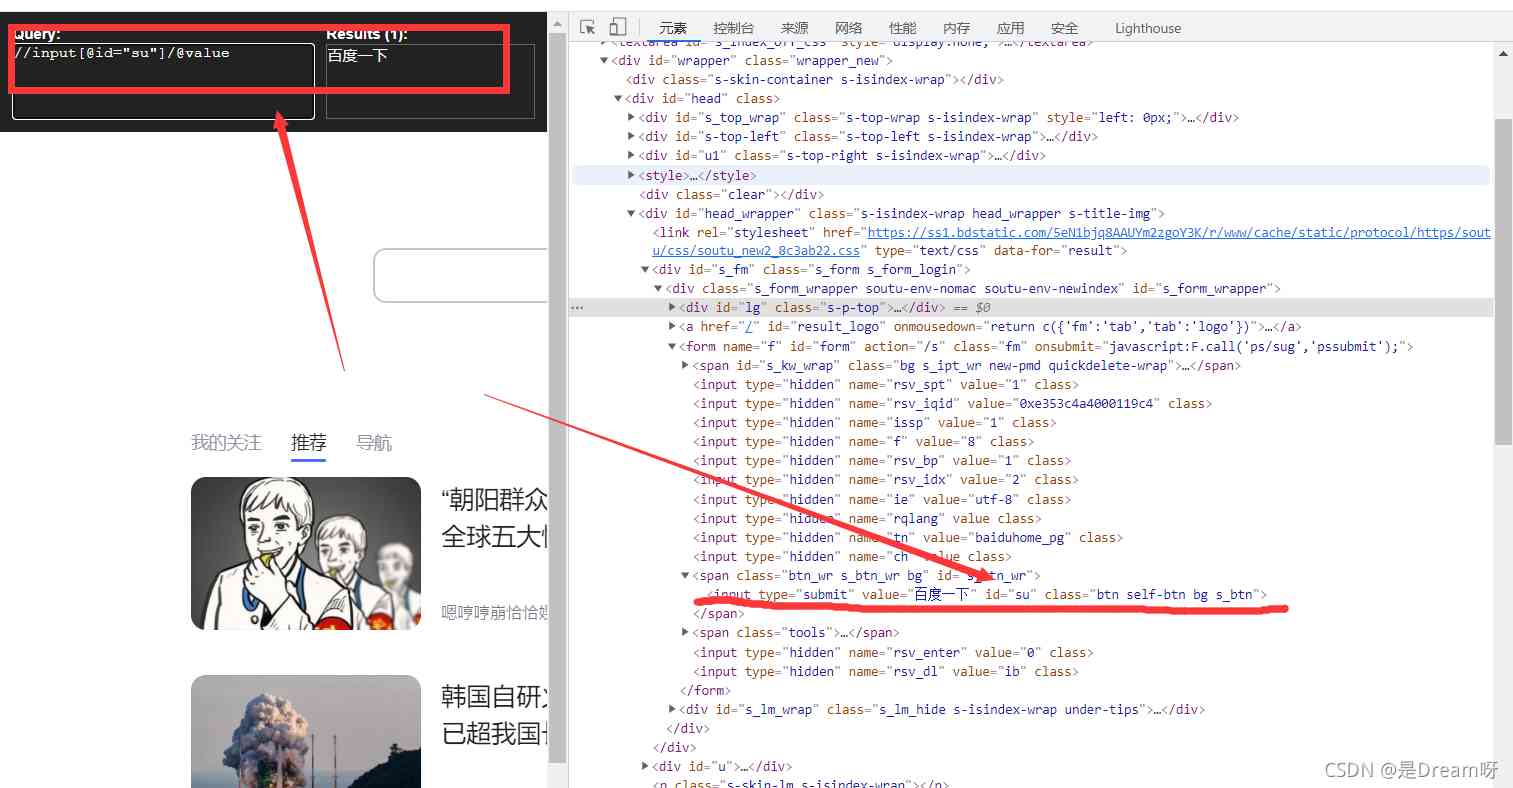 Query:
//input[@id="su"]/@value
Results (1):
百度一下
我的关注 推荐 导航
“朝阳群众
全球五大情
嗯哼哼崩恰恰
韩国自研
已超我国
元素 控制台 来源 网络 性能 内存 应用 安全 Lighthouse
<textarea id="s_index_off_css" style="display:none;">…</textarea>
▼<div id="wrapper" class="wrapper_new">
<div class="s-skin-container s-isindex-wrap"></div>
▼<div id="head" class>
▶<div id="s_top_wrap" class="s-top-wrap s-isindex-wrap" style="left: 0px;">…</div>
▶<div id="s-top-left" class="s-top-left s-isindex-wrap">…</div>
▶<div id="u1" class="s-top-right s-isindex-wrap">…</div>
▶<style>…</style>
<div class="clear"></div>
▼<div id="head_wrapper" class="s-isindex-wrap head_wrapper s-title-img">
<link rel="stylesheet" href="https://ss1.bdstatic.com/5eN1bjq8AAUYm2zgoY3K/r/www/cache/static/protocol/https/sout
u/css/soutu_new2_8c3ab22.css" type="text/css" data-for="result">
▼<div id="s_fm" class="s_form s_form_login">
▼<div class="s_form_wrapper soutu-env-nomac soutu-env-newindex" id="s_form_wrapper">
… ▶<div id="lg" class="s-p-top">…</div> == $0
▶<a href="/" id="result_logo" onmousedown="return c({'fm':'tab','tab':'logo'})">…</a>
▼<form name="f" id="form" action="/s" class="fm" onsubmit="javascript:F.call('ps/sug','pssubmit');">
▶<span id="s_kw_wrap" class="bg s_ipt_wr new-pmd quickdelete-wrap">…</span>
<input type="hidden" name="rsv_spt" value="1" class>
<input type="hidden" name="rsv_iqid" value="0xe353c4a4000119c4" class>
<input type="hidden" name="issp" value="1" class>
<input type="hidden" name="f" value="8" class>
<input type="hidden" name="rsv_bp" value="1" class>
<input type="hidden" name="rsv_idx" value="2" class>
<input type="hidden" name="ie" value="utf-8" class>
<input type="hidden" name="rqlang" value class>
<input type="hidden" name="tn" value="baiduhome_pg" class>
<input type="hidden" name="ch" value class>
▼<span class="btn_wr s_btn_wr bg" id="s_btn_wr">
<input type="submit" value="百度一下" id="su" class="btn self-btn bg s_btn">
</span>
▶<span class="tools">…</span>
<input type="hidden" name="rsv_enter" value="0" class>
<input type="hidden" name="rsv_dl" value="ib" class>
</form>
▶<div id="s_lm_wrap" class="s_lm_hide s-isindex-wrap under-tips">…</div>
</div>
</div>
▶<div id="u">…</div>
<p class="s-skin-lm s-isindex-wrap"></p>
CSDN @是Dream呀